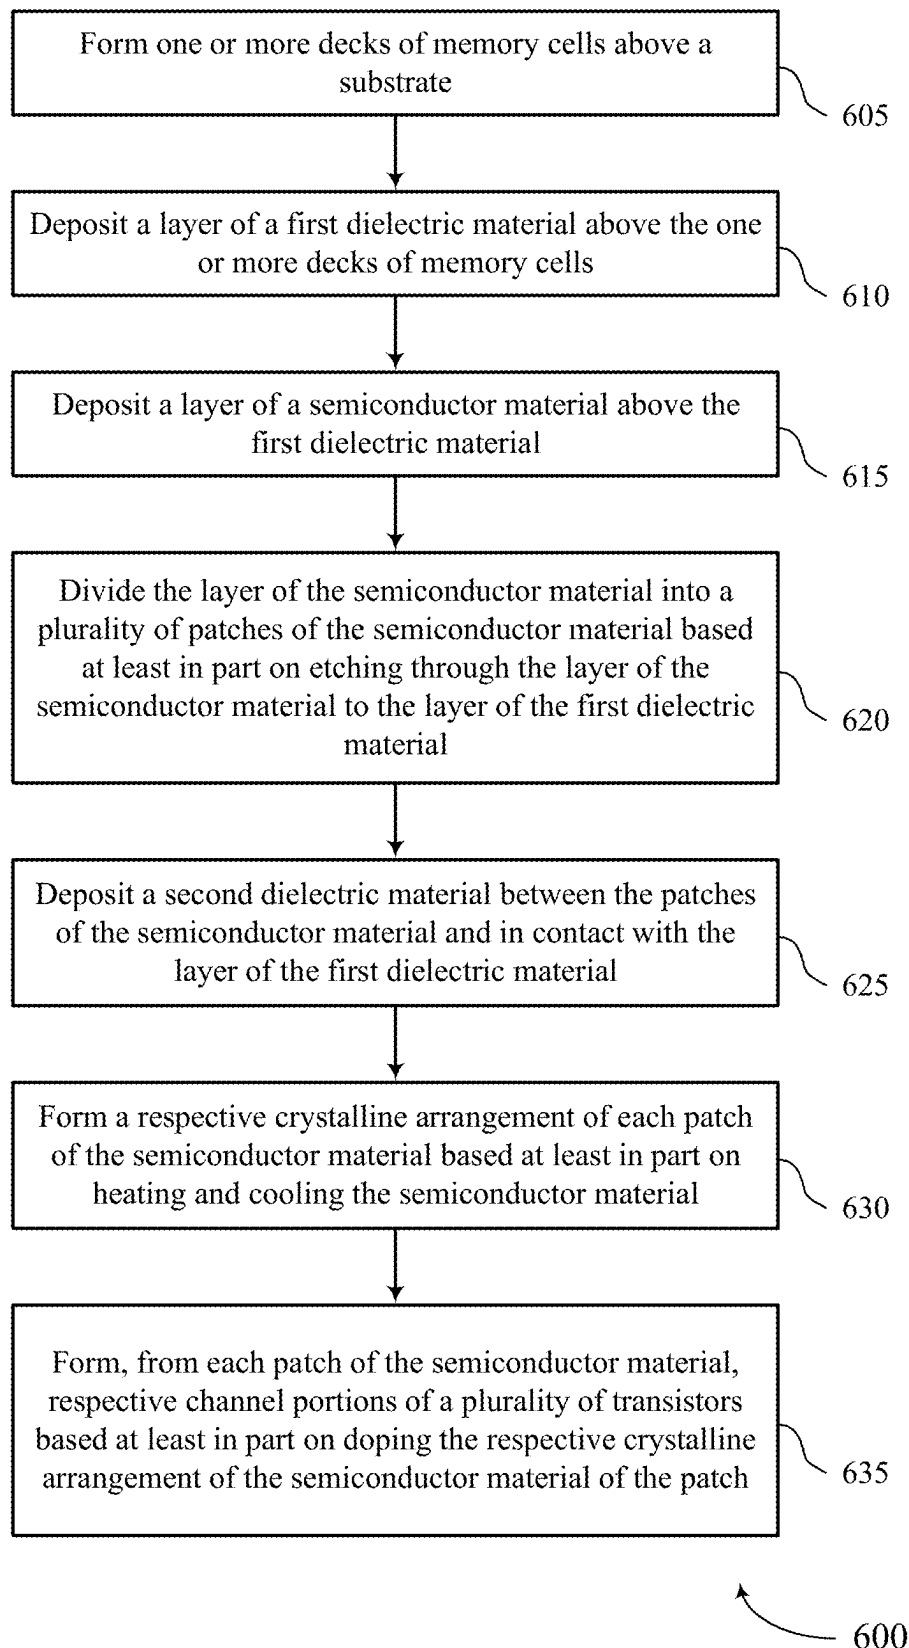 Form one or more decks of memory cells above a
substrate
605
Deposit a layer of a first dielectric material above the one
or more decks of memory cells
610
Deposit a layer of a semiconductor material above the
first dielectric material
615
Divide the layer of the semiconductor material into a
plurality of patches of the semiconductor material based
at least in part on etching through the layer of the
semiconductor material to the layer of the first dielectric
material
620
Deposit a second dielectric material between the patches
of the semiconductor material and in contact with the
layer of the first dielectric material
625
Form a respective crystalline arrangement of each patch
of the semiconductor material based at least in part on
heating and cooling the semiconductor material
630
Form, from each patch of the semiconductor material,
respective channel portions of a plurality of transistors
based at least in part on doping the respective crystalline
arrangement of the semiconductor material of the patch
635
600